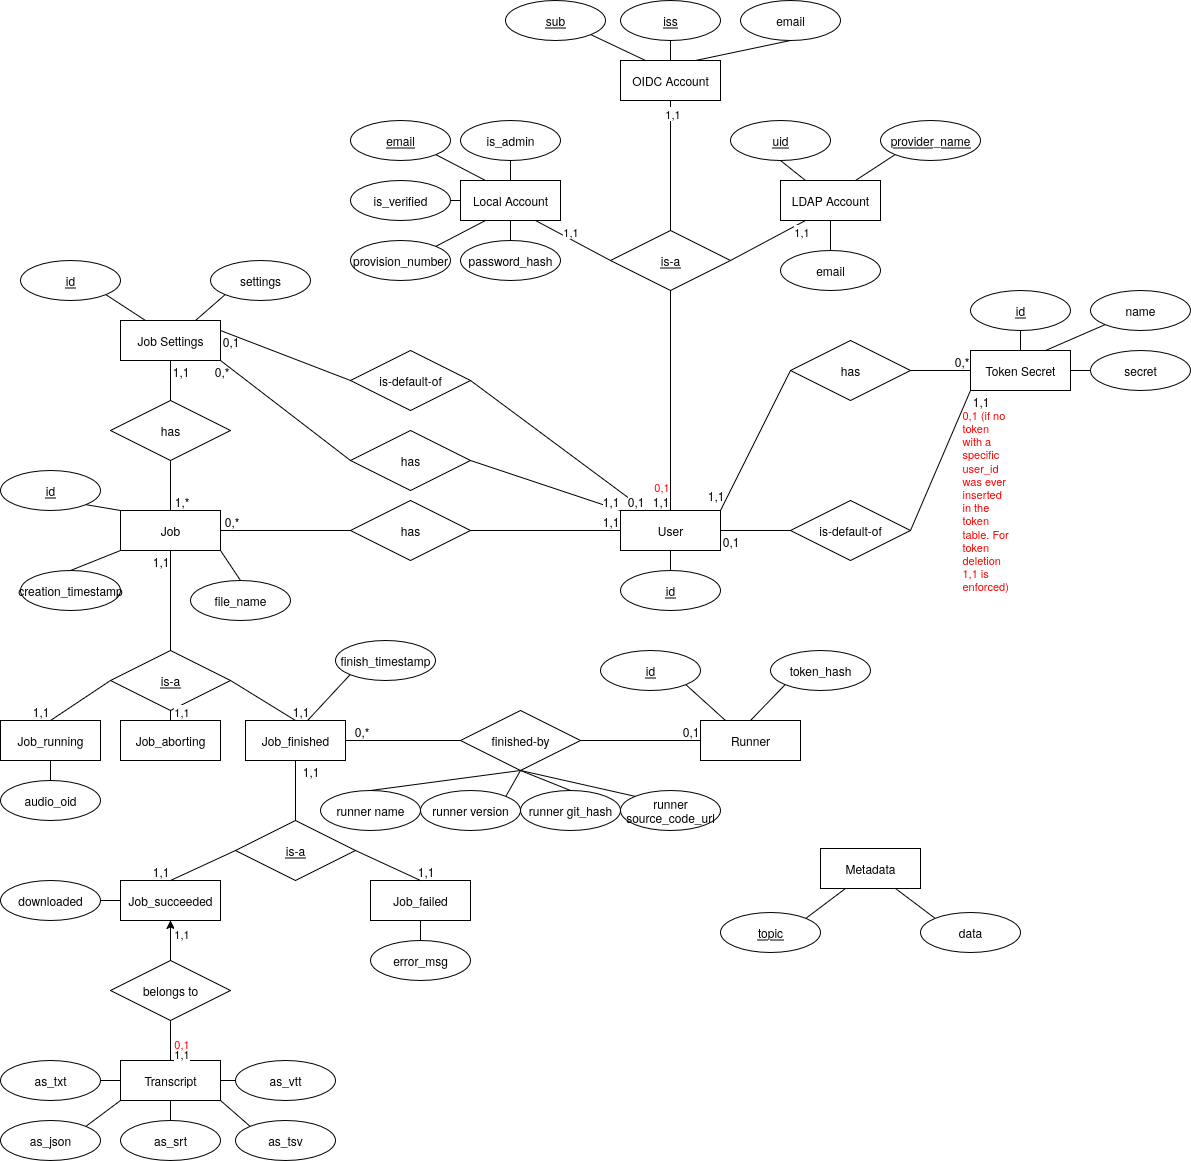 sub
iss
email
OIDC Account
1,1
email
is_admin
uid
provider_name
is_verified
Local Account
LDAP Account
1,1
1,1
provision_number
password_hash
is-a
email
id
settings
id
name
Job Settings
0,1
is-default-of
has
0,*
Token Secret
secret
1,1
0,*
1,1
0,1 (if no
token
with a
specific
user_id
was ever
inserted
in the
token
table. For
token
deletion
1,1 is
enforced)
has
has
id
1,*
0,1
1,1
0,1
1,1
1,1
Job
0,*
has
1,1
User
0,1
is-default-of
1,1
creation_timestamp
file_name
id
finish_timestamp
id
token_hash
is-a
1,1
1,1
1,1
Job_running
Job_aborting
Job_finished
0,*
finished-by
0,1
Runner
1,1
audio_oid
runner name
runner version
runner git_hash
runner
source_code_url
is-a
1,1
1,1
Metadata
downloaded
Job_succeeded
Job_failed
1,1
topic
data
error_msg
belongs to
0,1
1,1
as_txt
Transcript
as_vtt
as_json
as_srt
as_tsv